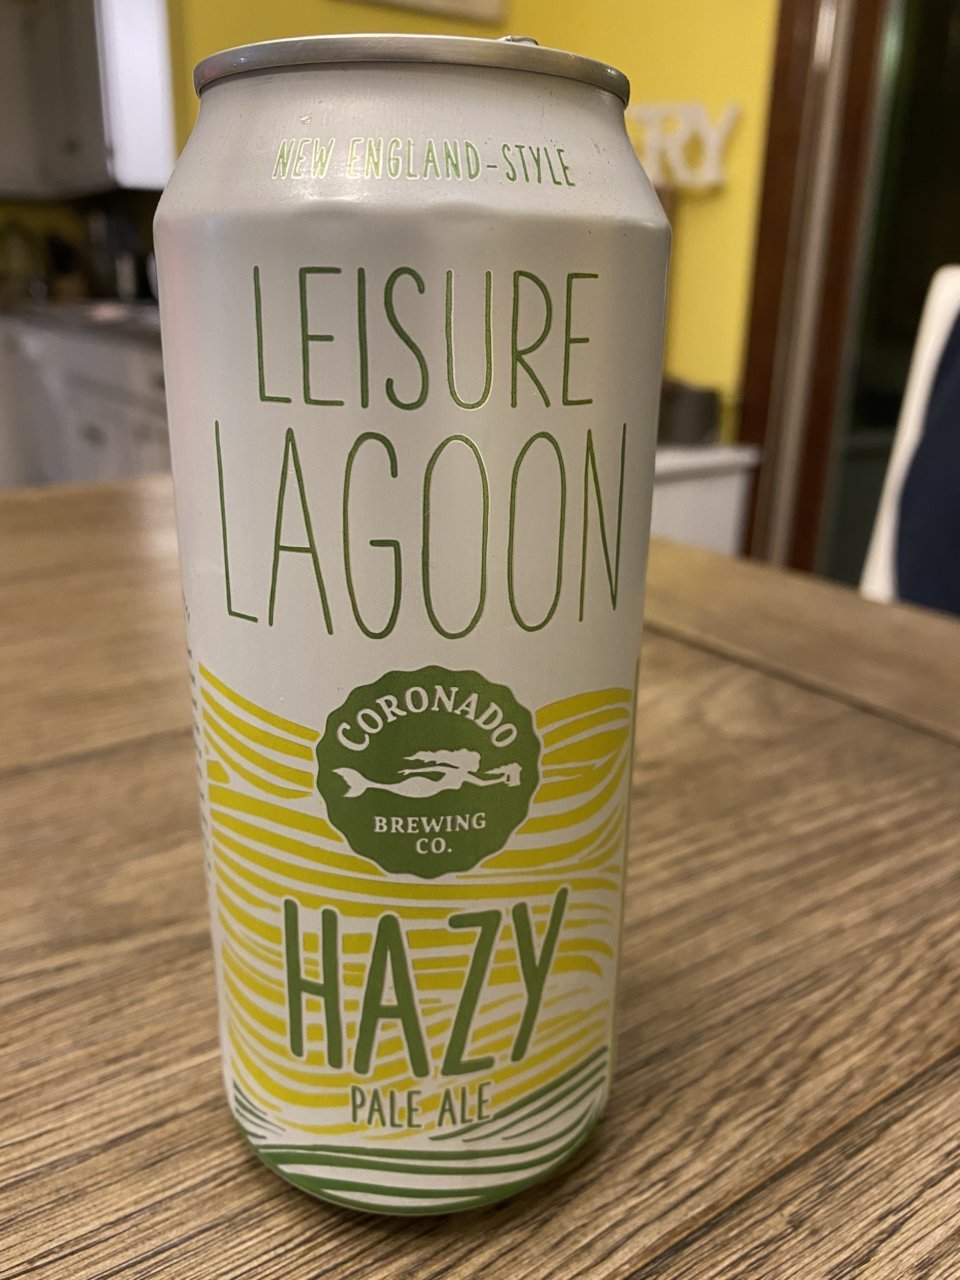 NEW ENGLAND-STYLE
LEISURE
LAGOON
CORONADO
BREWING
CO.
HAZY
PALE ALE